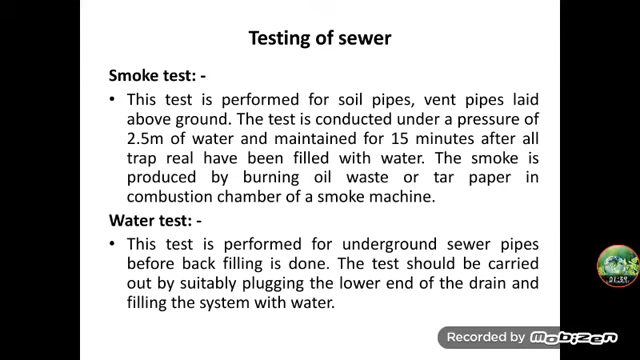 Testing of sewer
Smoke test: -
• This test is performed for soil pipes, vent pipes laid
above ground. The test is conducted under a pressure of
2.5m of water and maintained for 15 minutes after all
trap real have been filled with water. The smoke is
produced by burning oil waste or tar paper in
combustion chamber of a smoke machine.
Water test: -
• This test is performed for underground sewer pipes
before back filling is done. The test should be carried
out by suitably plugging the lower end of the drain and
filling the system with water.
01:59
Recorded by mobizen